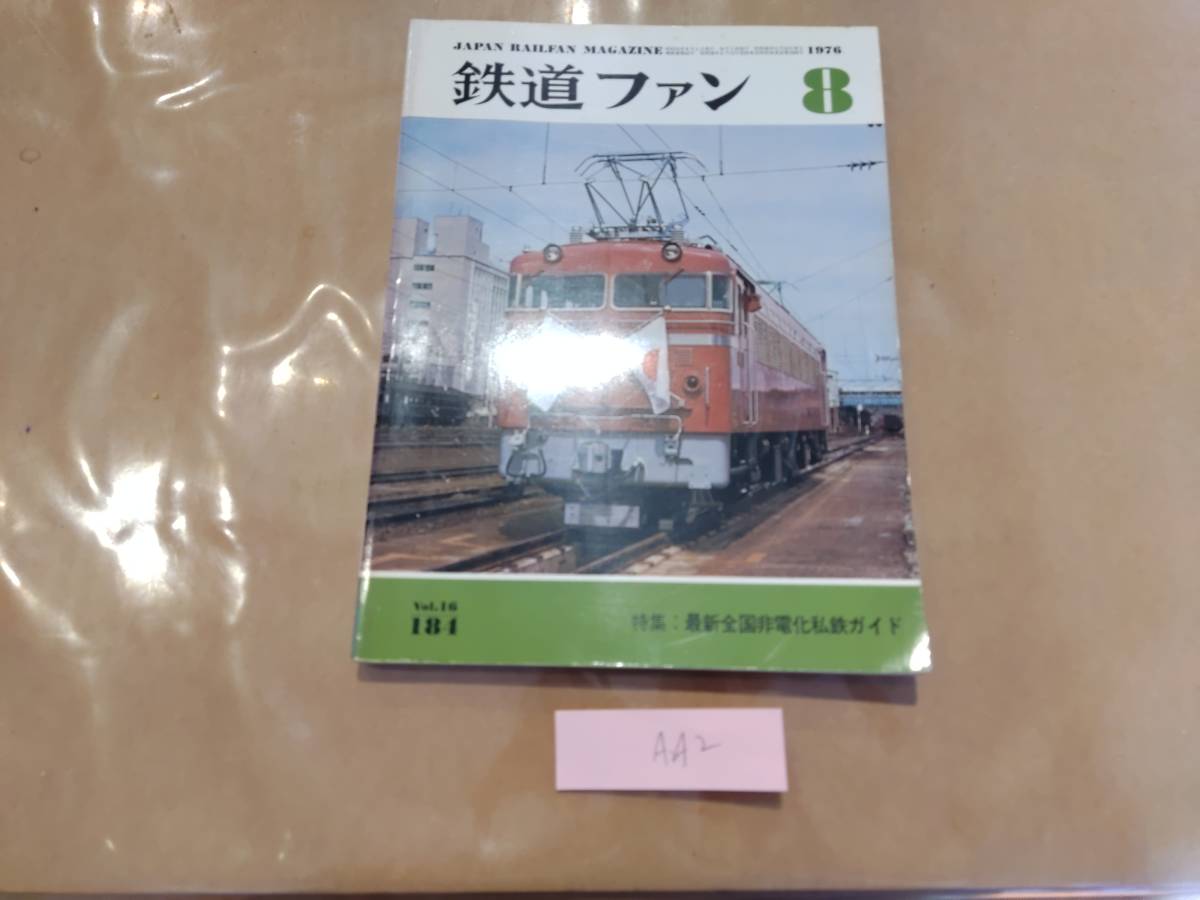 JAPAN RAILFAN MAGAZINE 1976
鉄道ファン 8
Vol.16
184
特集:最新全国非電化私鉄ガイド
AA2